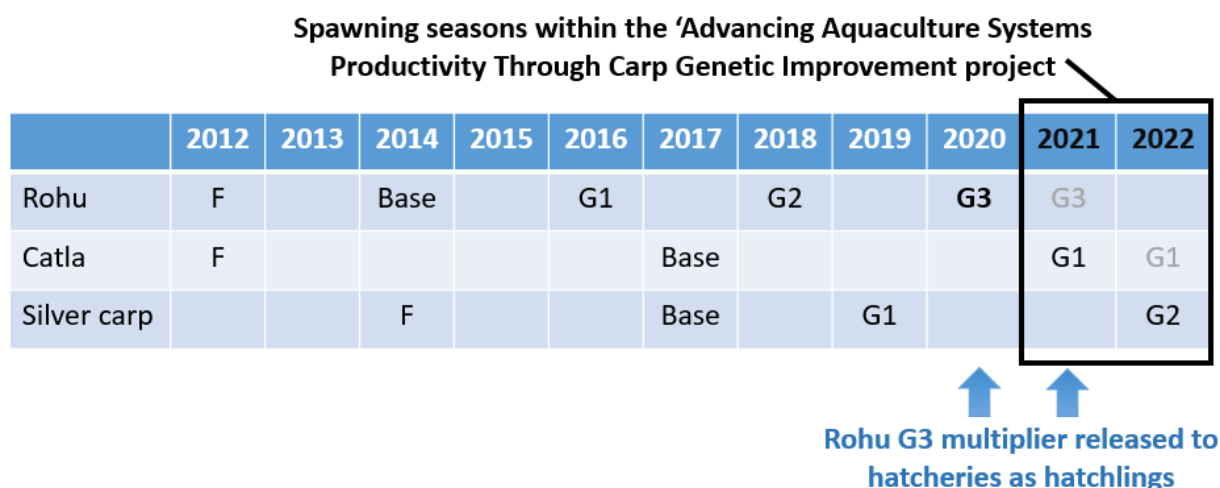 Spawning seasons within the ‘Advancing Aquaculture Systems
Productivity Through Carp Genetic Improvement project
2012 2013 2014 2015 2016 2017 2018 2019 2020 2021 2022
Rohu F Base G1 G2 G3 G3
Catla F Base G1 G1
Silver carp F Base G1 G2
Rohu G3 multiplier released to
hatcheries as hatchlings